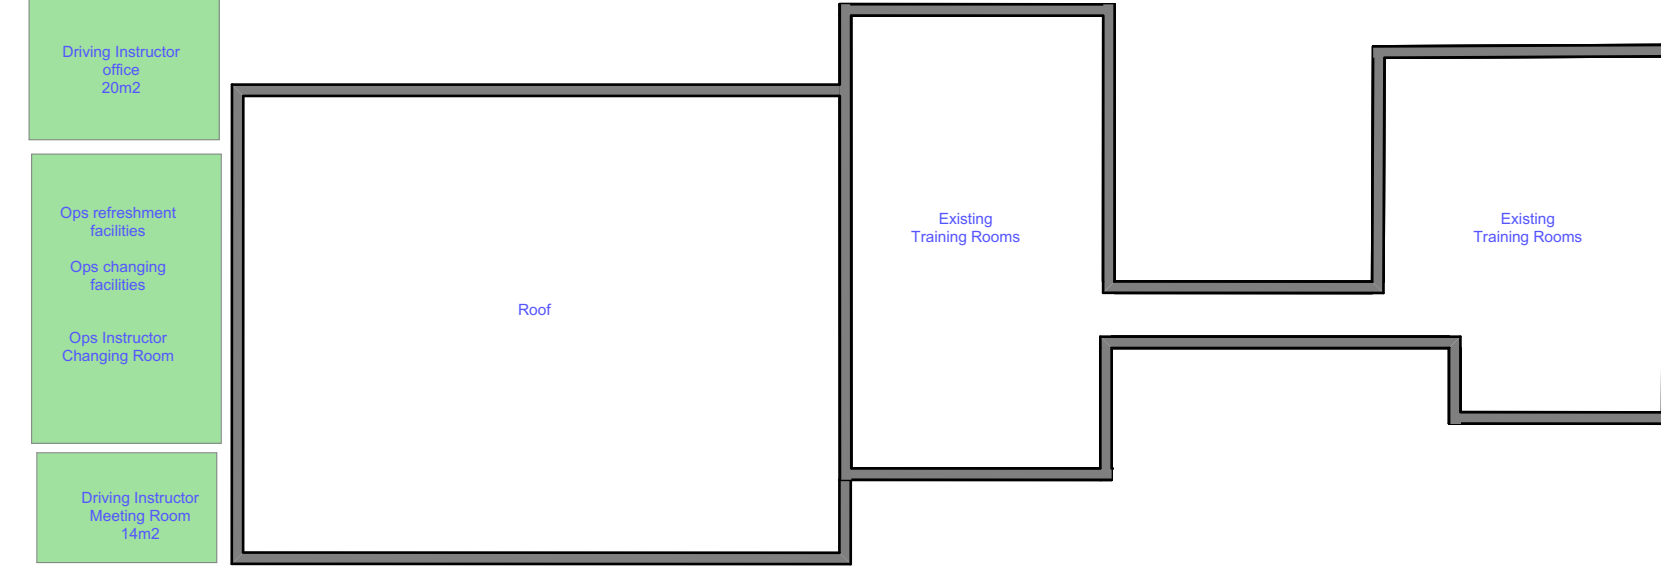 Driving Instructor
office
20m2
Ops refreshment
facilities
Ops changing
facilities
Ops Instructor
Changing Room
Driving Instructor
Meeting Room
14m2
Roof
Existing
Training Rooms
Existing
Training Rooms